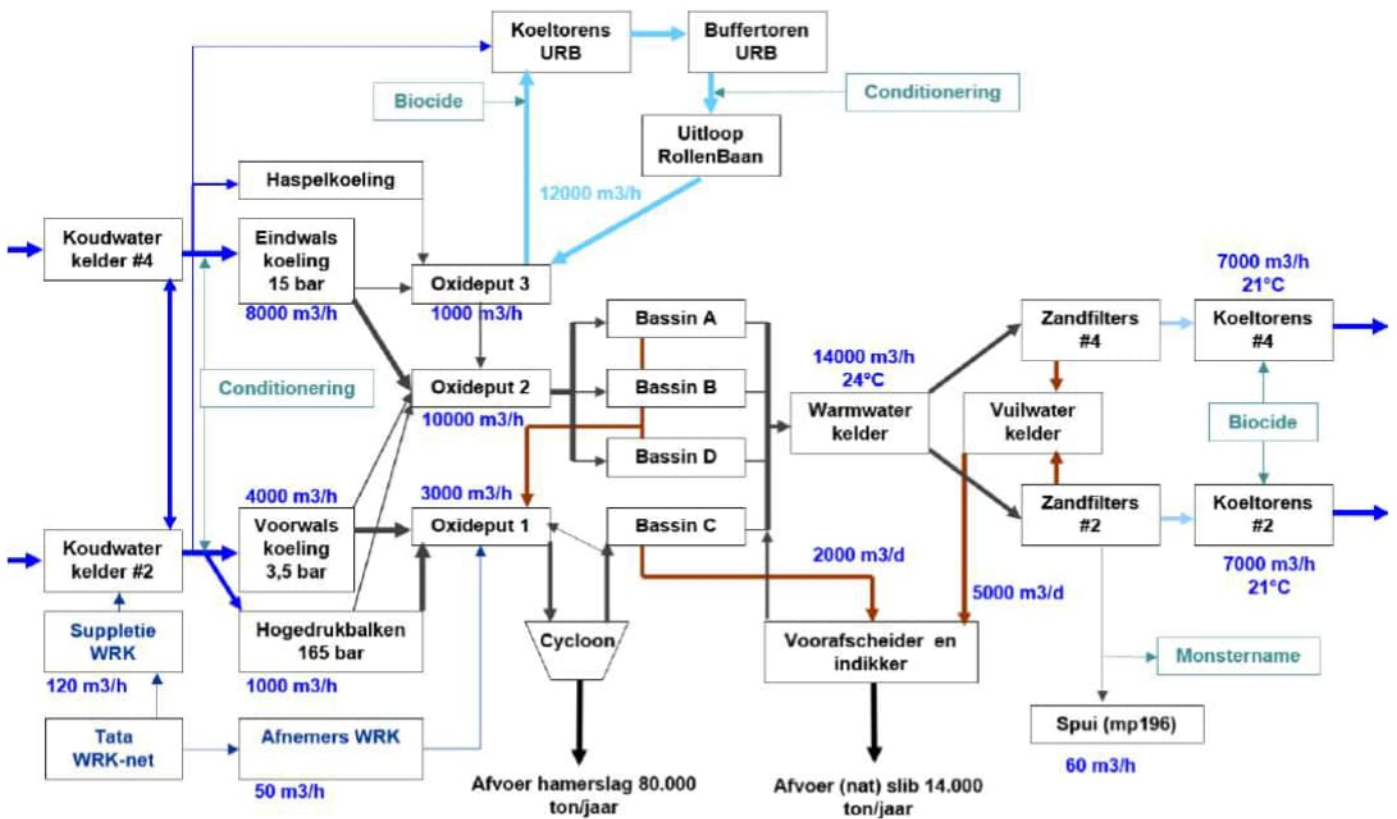 Koeltorens
URB
Buffertoren
URB
Biocide
Conditionering
Uitloop
RollenBaan
Haspelkoeling
12000 m3/h
Koudwater
kelder #4
Eindwals
koeling
15 bar
8000 m3/h
Oxideput 3
1000 m3/h
7000 m3/h
21°C
Bassin A
Zandfilters
#4
Koeltorens
#4
14000 m3/h
24°C
Conditionering
Oxideput 2
10000 m3/h
Bassin B
Warmwater
kelder
Vuilwater
kelder
Biocide
Bassin D
4000 m3/h
3000 m3/h
Koudwater
kelder #2
Voorwals
koeling
3,5 bar
Oxideput 1
Bassin C
Zandfilters
#2
Koeltorens
#2
2000 m3/d
5000 m3/d
7000 m3/h
21°C
Suppletie
WRK
120 m3/h
Hogedrukbalken
165 bar
1000 m3/h
Cycloon
Voorafscheider en
indikker
Monstername
Tata
WRK-net
Afnemers WRK
50 m3/h
Spui (mp196)
60 m3/h
Afvoer hamerslag 80.000
ton/jaar
Afvoer (nat) slib 14.000
ton/jaar